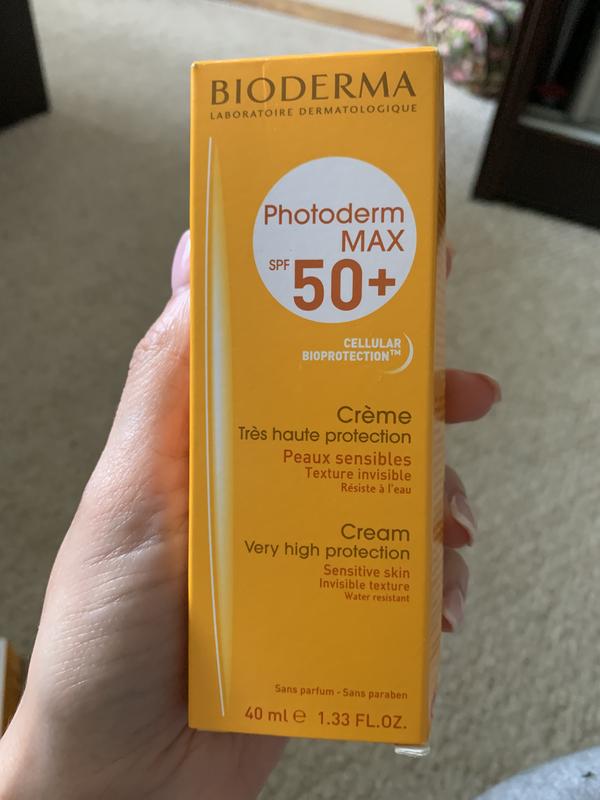 BIODERMA
LABORATOIRE DERMATOLOGIQUE
Photoderm
MAX
SPF 50+
CELLULAR
BIOPROTECTION™
Crème
Très haute protection
Peaux sensibles
Texture invisible
Résiste à l'eau
Cream
Very high protection
Sensitive skin
Invisible texture
Water resistant
Sans parfum - Sans paraben
40 ml ℮ 1.33 FL.OZ.